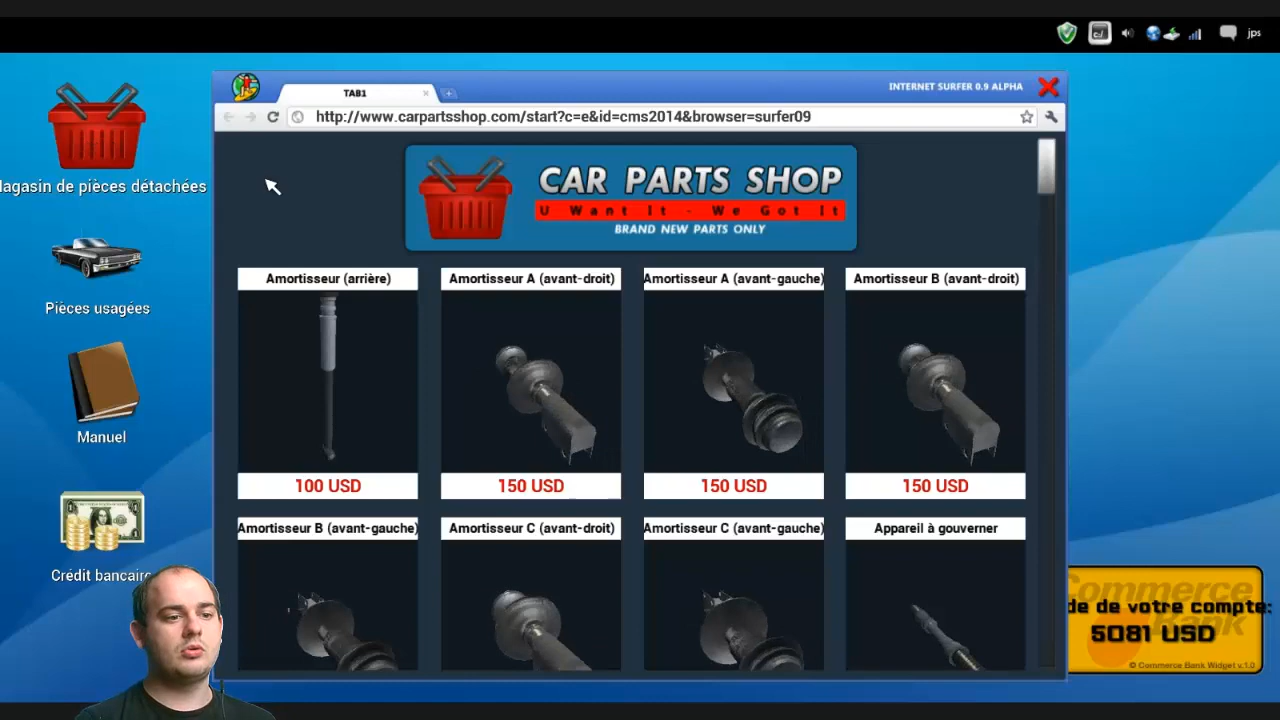 jps
TAB1
INTERNET SURFER 0.9 ALPHA
http://www.carpartsshop.com/start?c=e&id=cms2014&browser=surfer09
CAR PARTS SHOP
U Want It - We Got It
BRAND NEW PARTS ONLY
agasin de pièces détachées
Pièces usagées
Manuel
Crédit bancaire
Amortisseur (arrière)
Amortisseur A (avant-droit)
Amortisseur A (avant-gauche)
Amortisseur B (avant-droit)
100 USD
150 USD
150 USD
150 USD
Amortisseur B (avant-gauche)
Amortisseur C (avant-droit)
Amortisseur C (avant-gauche)
Appareil à gouverner
Commerce
Bank
de de votre compte:
5081 USD
© Commerce Bank Widget v.1.0